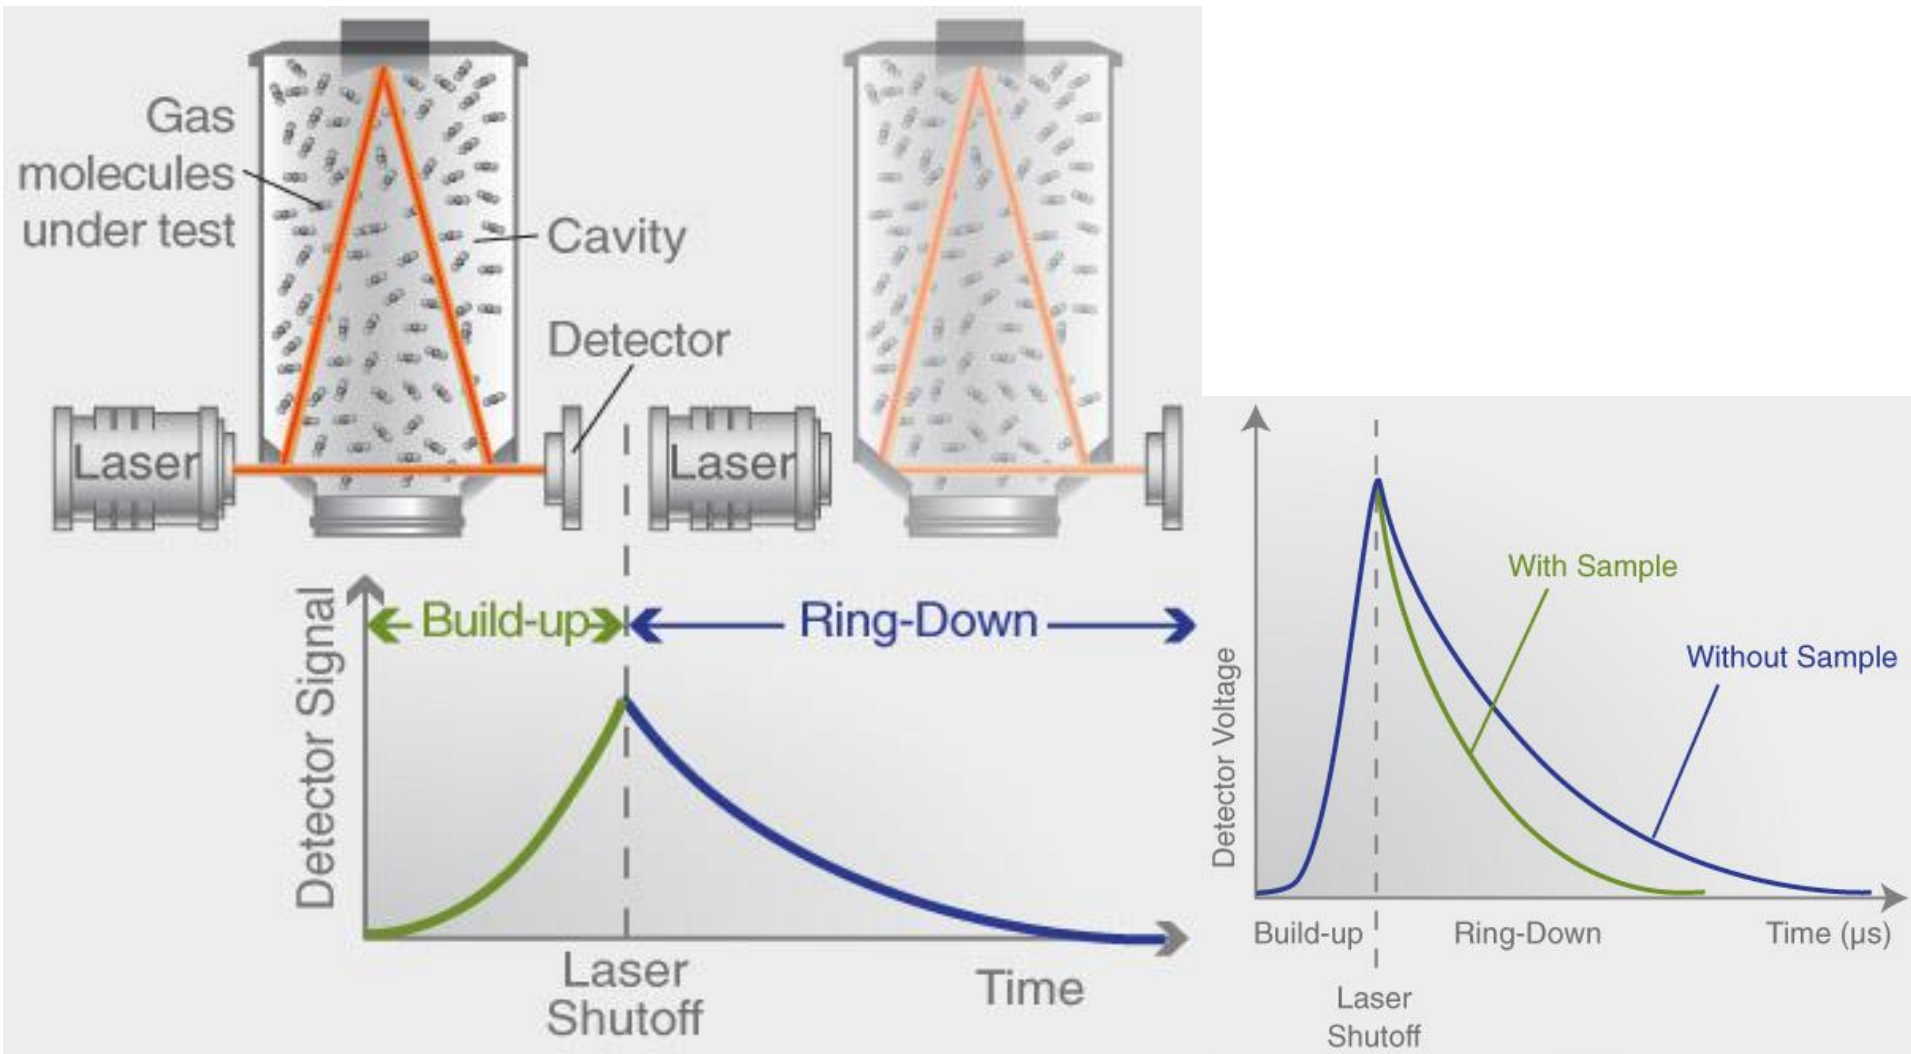 Gas
molecules
under test
Cavity
Detector
Laser
Laser
Detector Signal
Build-up
Ring-Down
Laser
Shutoff
Time
Detector Voltage
With Sample
Without Sample
Build-up
Ring-Down
Time (µs)
Laser
Shutoff